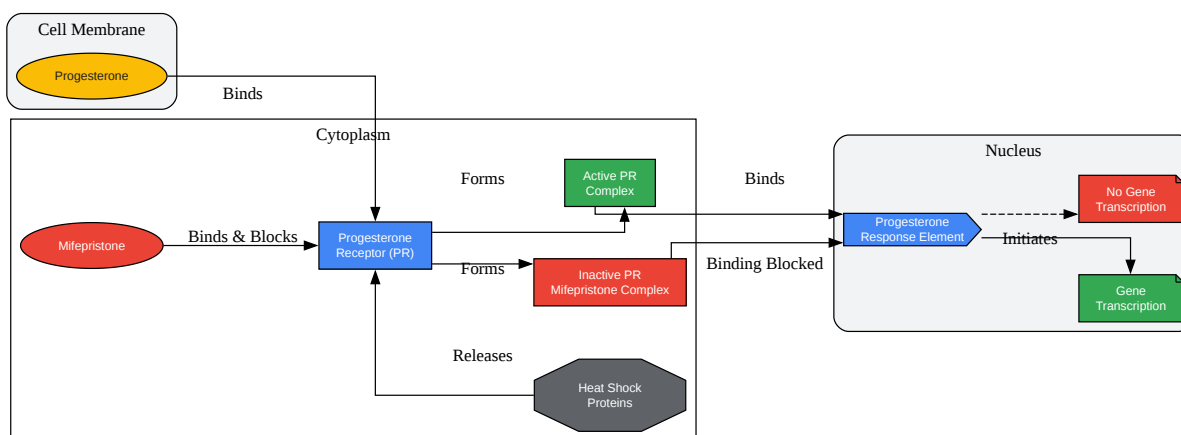 Cell Membrane
Progesterone
Binds
Cytoplasm
Mifepristone
Binds & Blocks
Progesterone
Receptor (PR)
Forms
Active PR
Complex
Forms
Inactive PR
Mifepristone Complex
Releases
Heat Shock
Proteins
Binds
Binding Blocked
Nucleus
Progesterone
Response Element
Initiates
No Gene
Transcription
Gene
Transcription